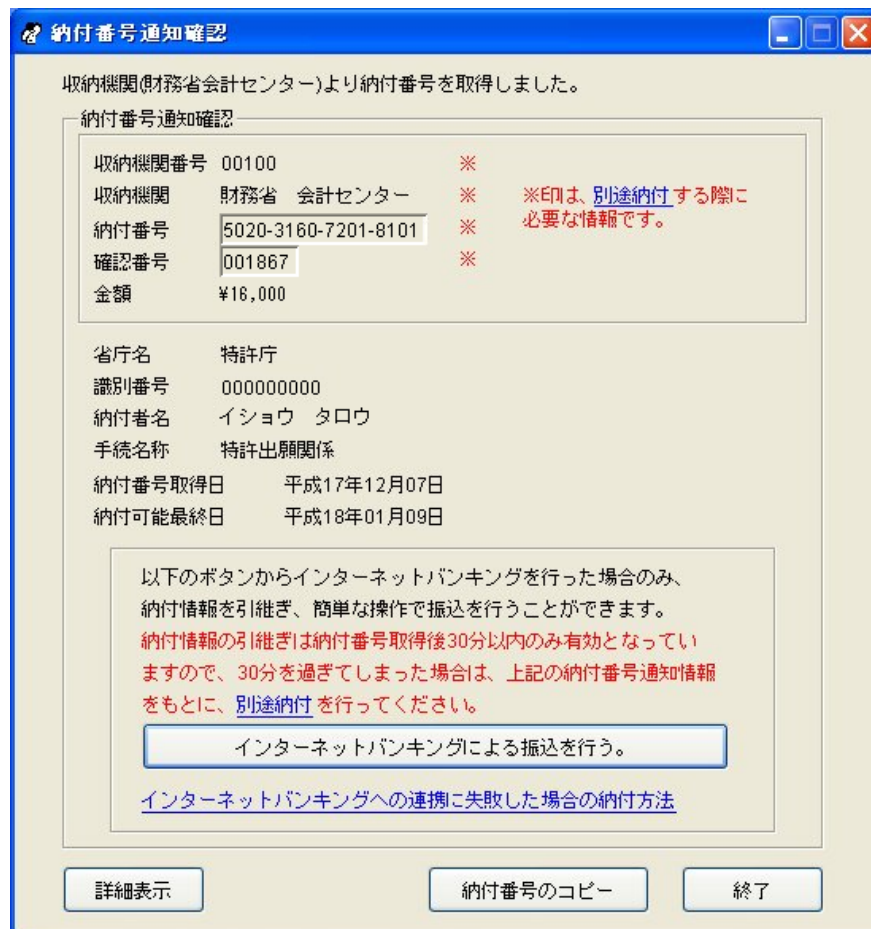 納付番号通知確認
収納機関(財務省会計センター)より納付番号を取得しました。
納付番号通知確認
収納機関番号 00100 ※
収納機関 財務省 会計センター ※ ※印は、別途納付する際に
納付番号 5020-3160-7201-8101 ※ 必要な情報です。
確認番号 001867 ※
金額 ¥16,000
省庁名 特許庁
識別番号 000000000
納付者名 イショウ タロウ
手続名称 特許出願関係
納付番号取得日 平成17年12月07日
納付可能最終日 平成18年01月09日
以下のボタンからインターネットバンキングを行った場合のみ、
納付情報を引継ぎ、簡単な操作で振込を行うことができます。
納付情報の引継ぎは納付番号取得後30分以内のみ有効となってい
ますので、30分を過ぎてしまった場合は、上記の納付番号通知情報
をもとに、別途納付を行ってください。
インターネットバンキングによる振込を行う。
インターネットバンキングへの連携に失敗した場合の納付方法
詳細表示 納付番号のコピー 終了